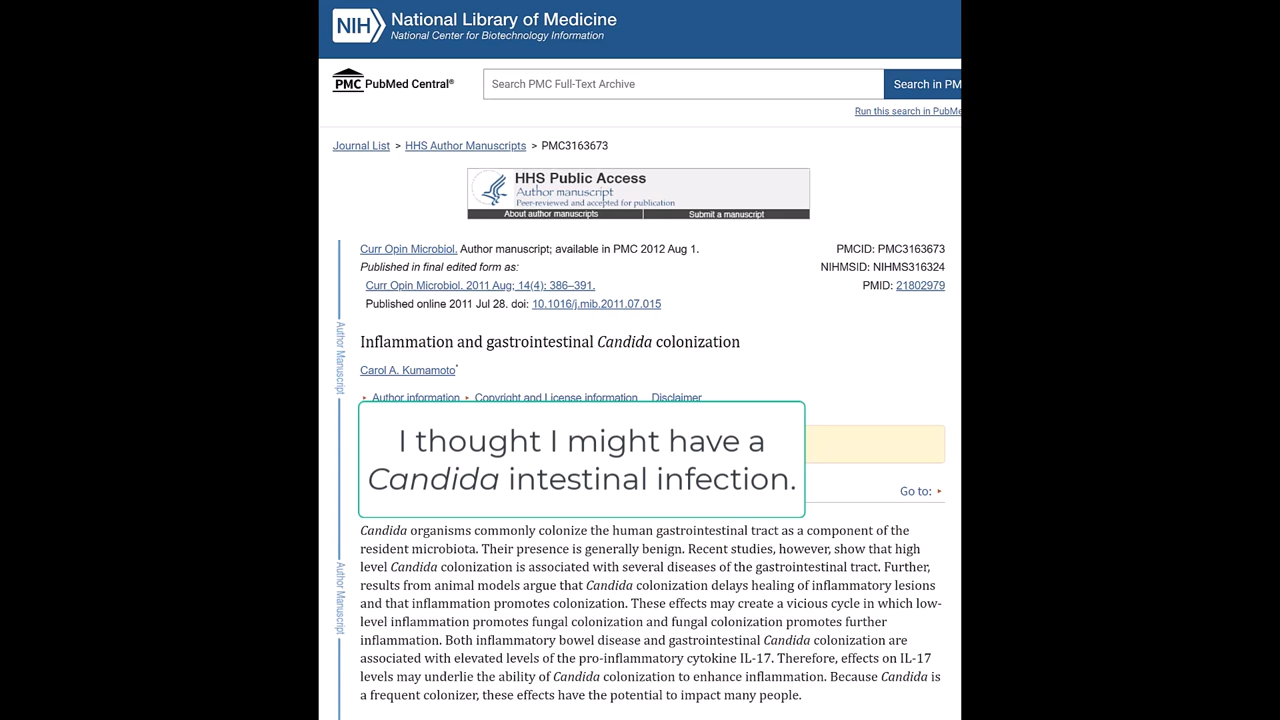 NIH National Library of Medicine
National Center for Biotechnology Information
PMC PubMed Central® Search PMC Full-Text Archive Search in PM
Run this search in PubMe
Journal List > HHS Author Manuscripts > PMC3163673
HHS Public Access
Author manuscript
Peer-reviewed and accepted for publication
About author manuscripts Submit a manuscript
Curr Opin Microbiol. Author manuscript; available in PMC 2012 Aug 1. PMCID: PMC3163673
Published in final edited form as: NIHMSID: NIHMS316324
Curr Opin Microbiol. 2011 Aug; 14(4): 386–391. PMID: 21802979
Published online 2011 Jul 28. doi: 10.1016/j.mib.2011.07.015
Author Manuscript
Inflammation and gastrointestinal Candida colonization
Carol A. Kumamoto*
Author information Copyright and License information Disclaimer
I thought I might have a
Candida intestinal infection.
Go to:
Candida organisms commonly colonize the human gastrointestinal tract as a component of the
resident microbiota. Their presence is generally benign. Recent studies, however, show that high
level Candida colonization is associated with several diseases of the gastrointestinal tract. Further,
results from animal models argue that Candida colonization delays healing of inflammatory lesions
and that inflammation promotes colonization. These effects may create a vicious cycle in which low-
level inflammation promotes fungal colonization and fungal colonization promotes further
inflammation. Both inflammatory bowel disease and gastrointestinal Candida colonization are
associated with elevated levels of the pro-inflammatory cytokine IL-17. Therefore, effects on IL-17
levels may underlie the ability of Candida colonization to enhance inflammation. Because Candida is
a frequent colonizer, these effects have the potential to impact many people.
Author Manuscript